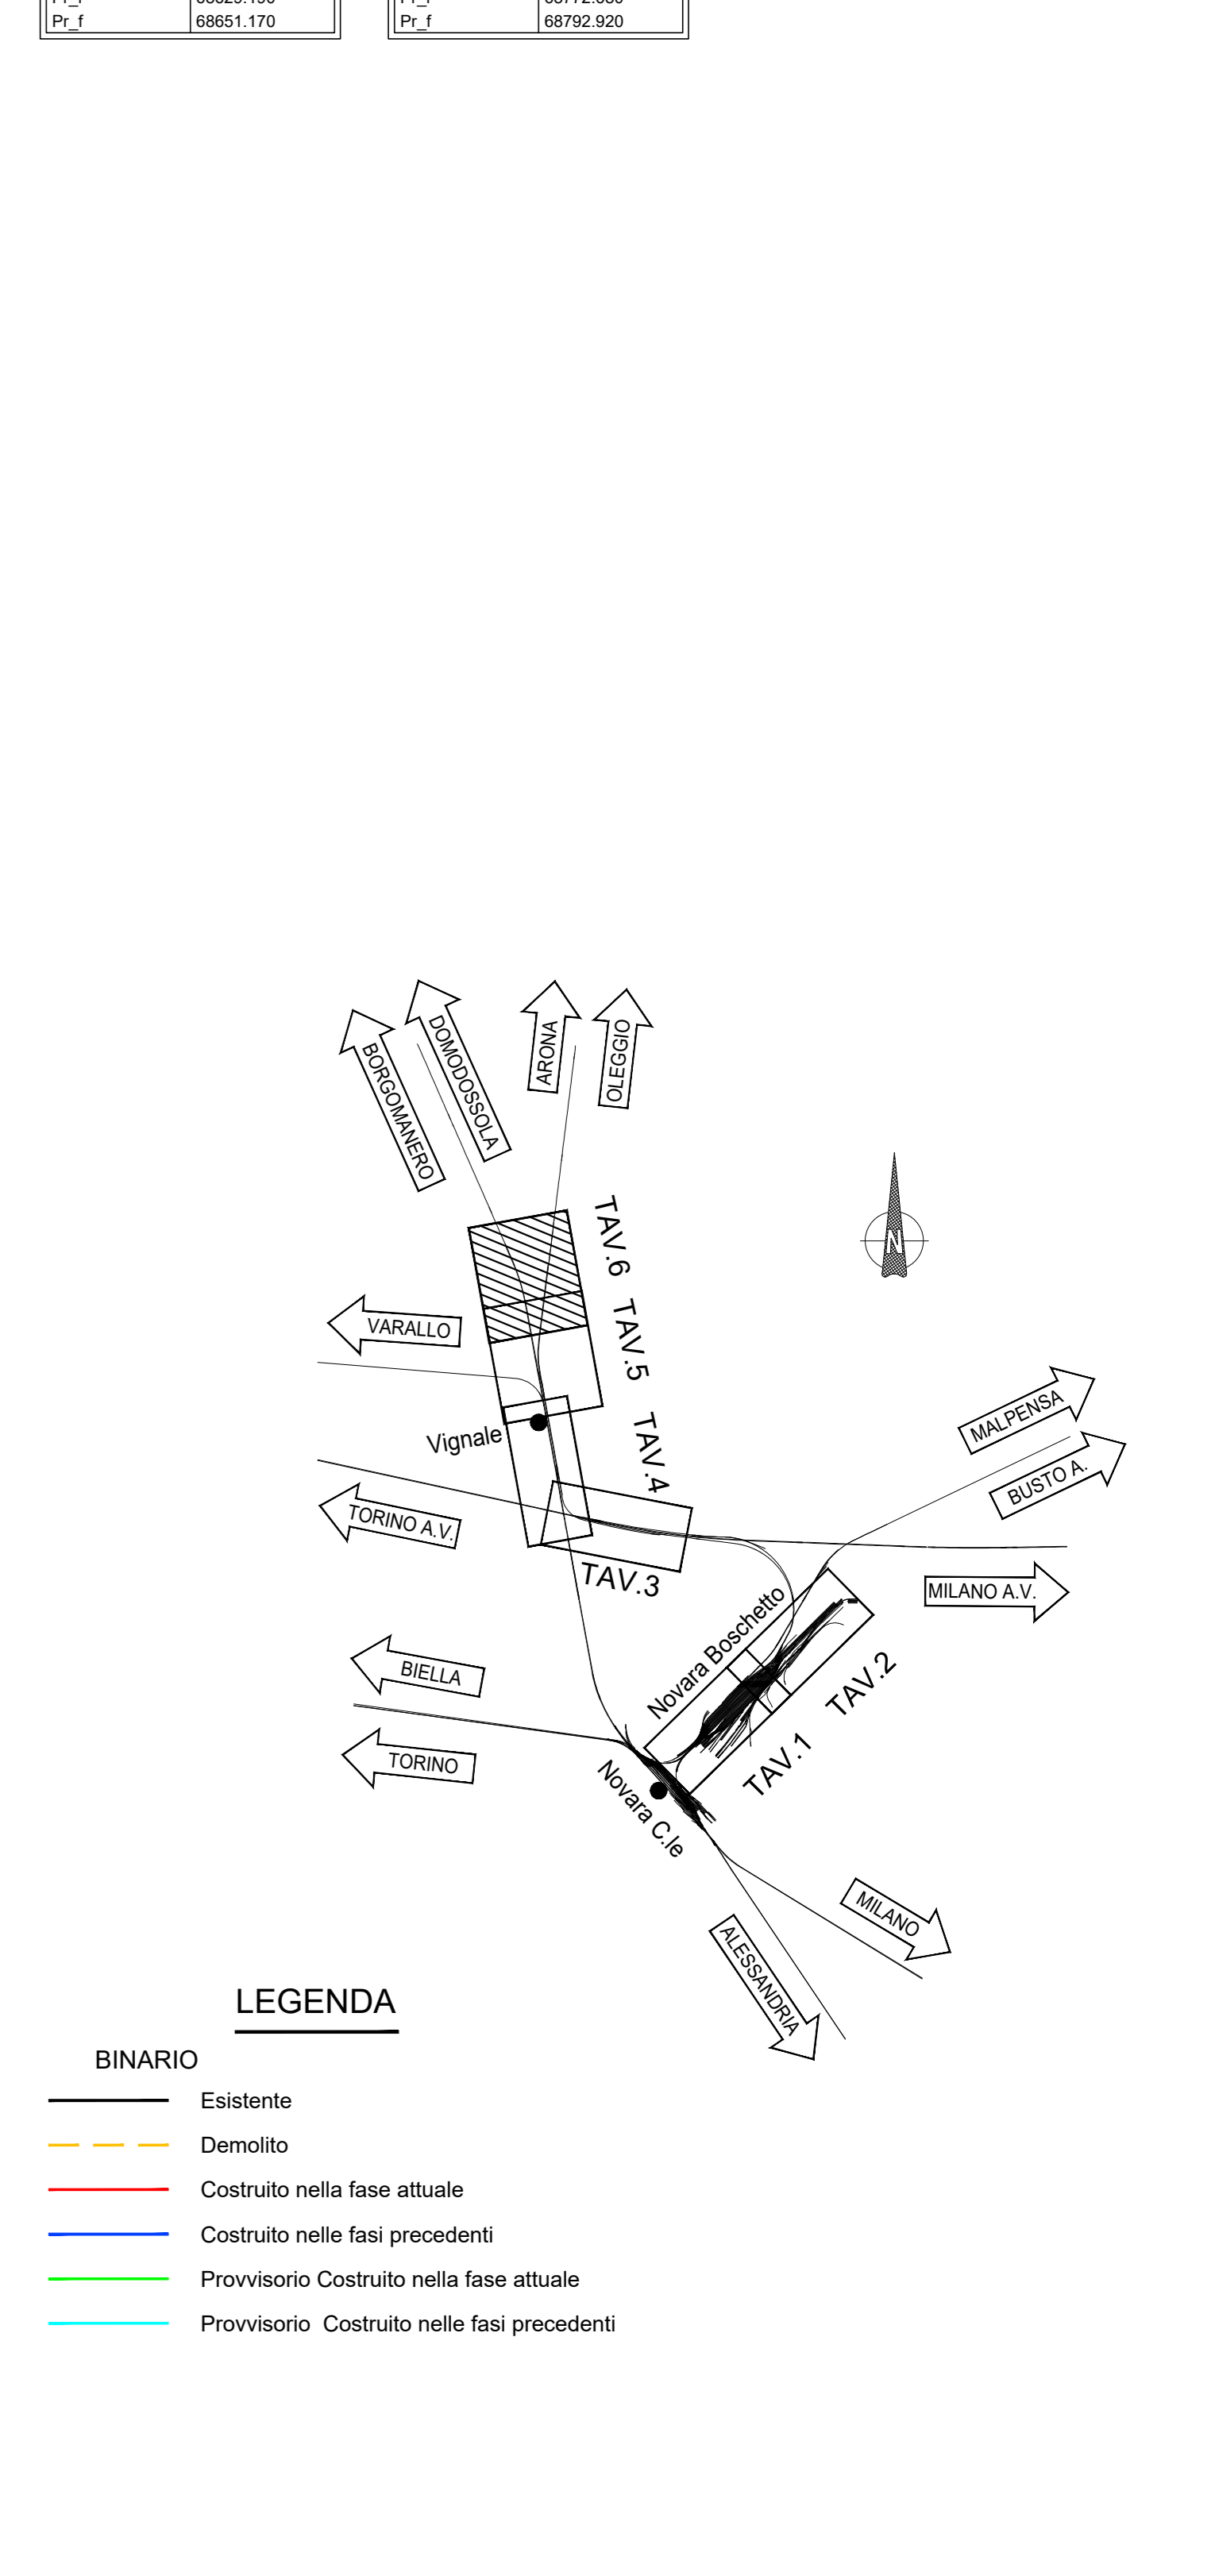 Pr_f 68651.170
Pr_f 68792.920
BORGOMANERO
DOMODOSSOLA
ARONA
OLEGGIO
TAV.6
TAV.5
TAV.4
N
VARALLO
Vignale
MALPENSA
BUSTO A.
TORINO A.V.
TAV.3
MILANO A.V.
Novara Boschetto
BIELLA
TAV.2
TORINO
TAV.1
Novara C.le
MILANO
ALESSANDRIA
LEGENDA
BINARIO
Esistente
Demolito
Costruito nella fase attuale
Costruito nelle fasi precedenti
Provvisorio Costruito nella fase attuale
Provvisorio Costruito nelle fasi precedenti